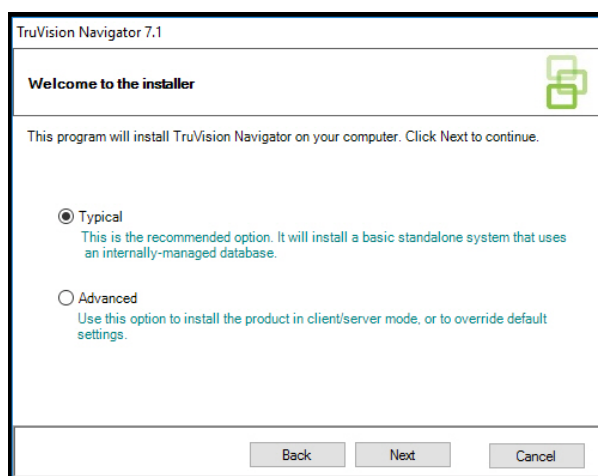 TruVision Navigator 7.1
Welcome to the installer
This program will install TruVision Navigator on your computer. Click Next to continue.
Typical
This is the recommended option. It will install a basic standalone system that uses
an internally-managed database.
Advanced
Use this option to install the product in client/server mode, or to override default
settings.
Back Next Cancel